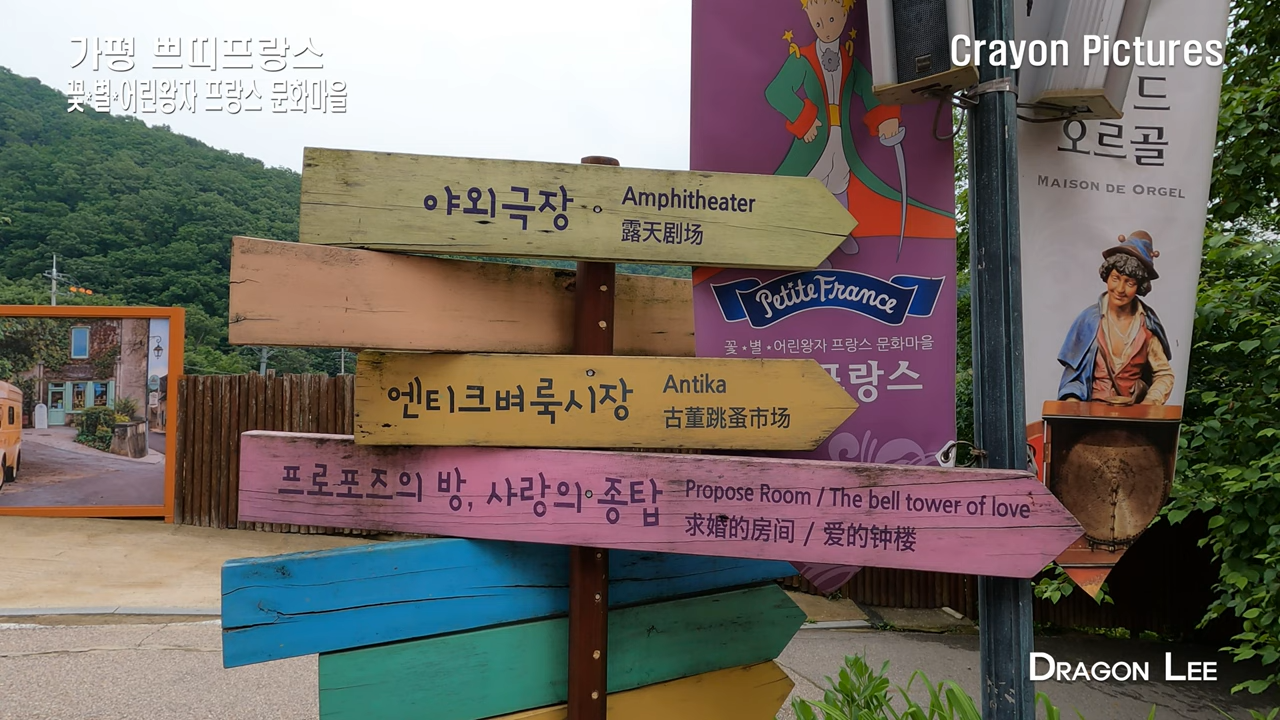 가평 쁘띠프랑스
꽃*별*어린왕자 프랑스 문화마을
Crayon Pictures
드
오르골
MAISON DE ORGEL
야외극장
Amphitheater
露天剧场
Petite France
꽃*별*어린왕자 프랑스 문화마을
랑스
엔티크벼룩시장
Antika
古董跳蚤市场
프로포즈의 방, 사랑의 종탑
Propose Room / The bell tower of love
求婚的房间 / 爱的钟楼
DRAGON LEE